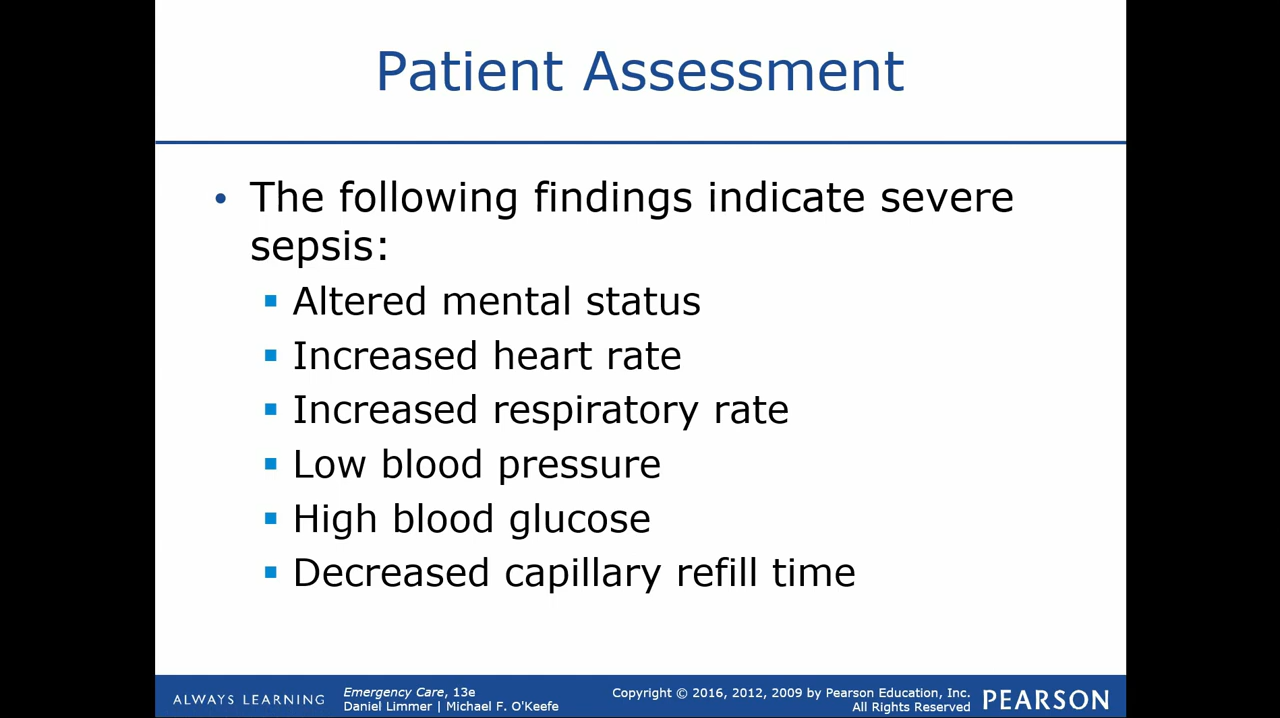 Patient Assessment
• The following findings indicate severe
sepsis:
▪ Altered mental status
▪ Increased heart rate
▪ Increased respiratory rate
▪ Low blood pressure
▪ High blood glucose
▪ Decreased capillary refill time
ALWAYS LEARNING
Emergency Care, 13e
Daniel Limmer | Michael F. O'Keefe
Copyright © 2016, 2012, 2009 by Pearson Education, Inc.
All Rights Reserved
PEARSON